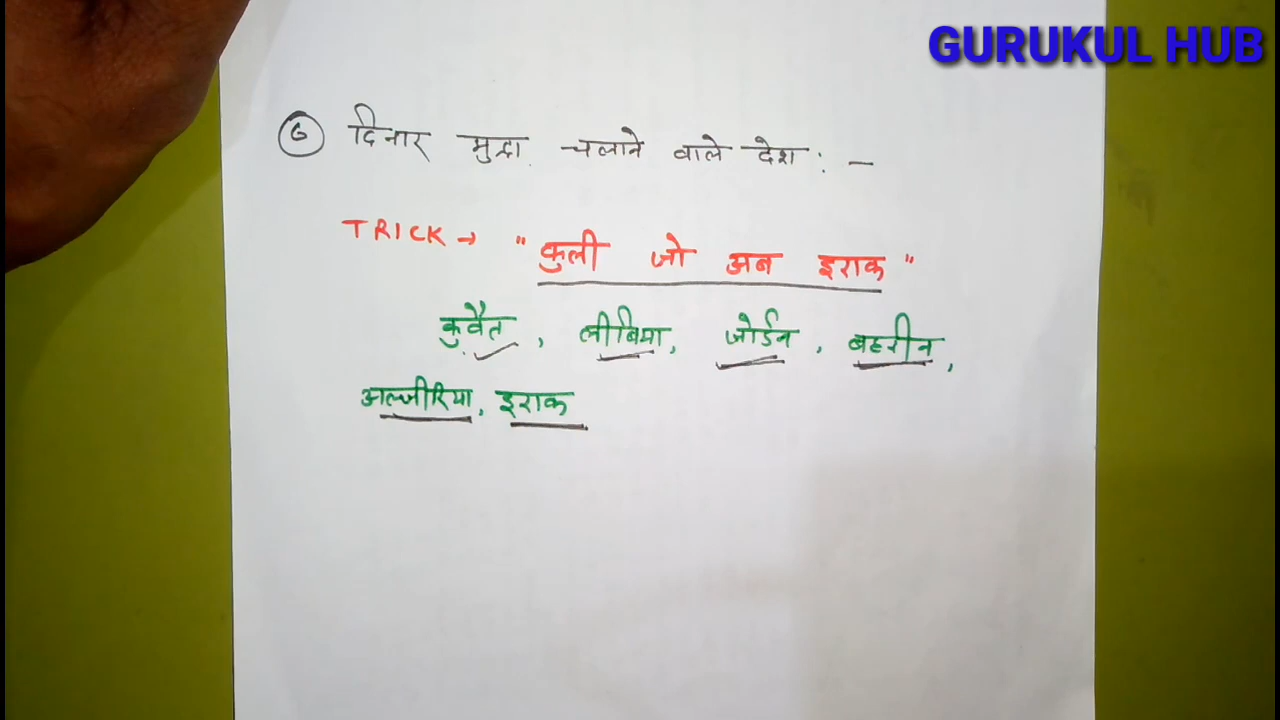 GURUKUL HUB
6 दिनार मुद्रा चलाने वाले देश : -
TRICK → " कुली जो अब इराक "
कुवैत , लीबिया, जोर्डन , बहरीन ,
अल्जीरिया, इराक